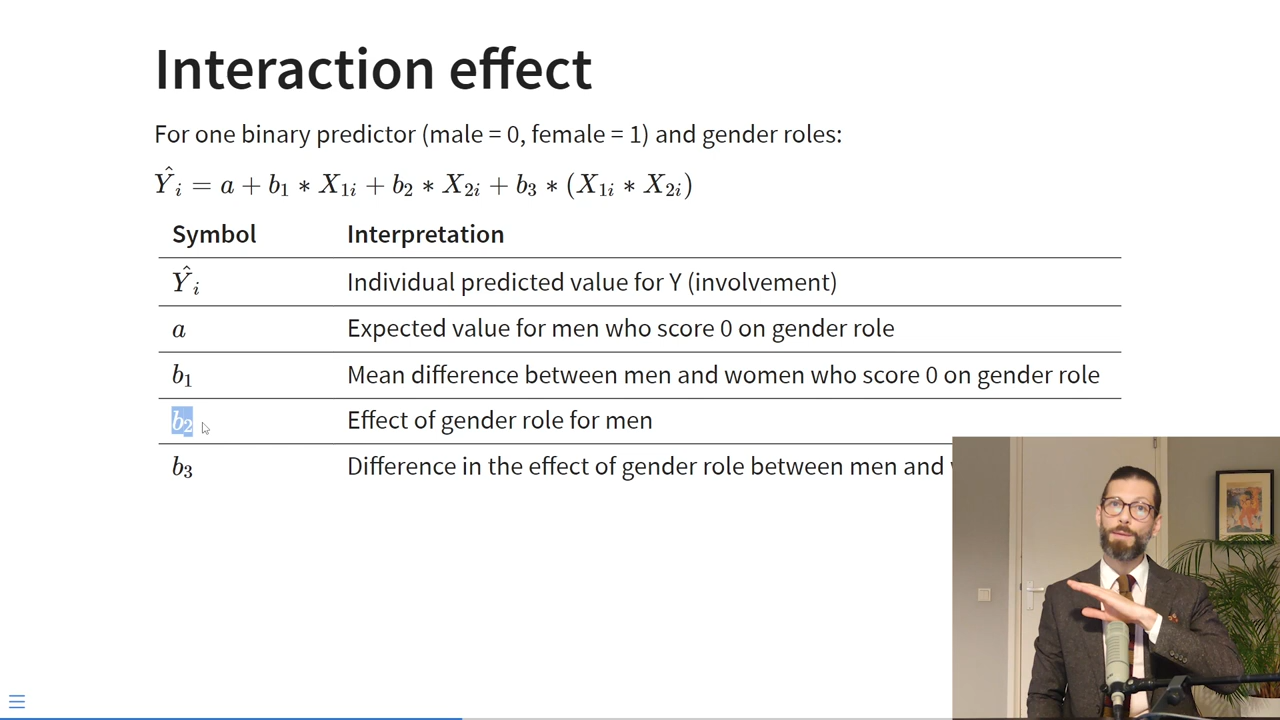 Interaction effect
For one binary predictor (male = 0, female = 1) and gender roles:
Ŷᵢ = a + b₁ ∗ X₁ᵢ + b₂ ∗ X₂ᵢ + b₃ ∗ (X₁ᵢ ∗ X₂ᵢ)
Symbol Interpretation
Ŷᵢ Individual predicted value for Y (involvement)
a Expected value for men who score 0 on gender role
b₁ Mean difference between men and women who score 0 on gender role
b₂ Effect of gender role for men
b₃ Difference in the effect of gender role between men and